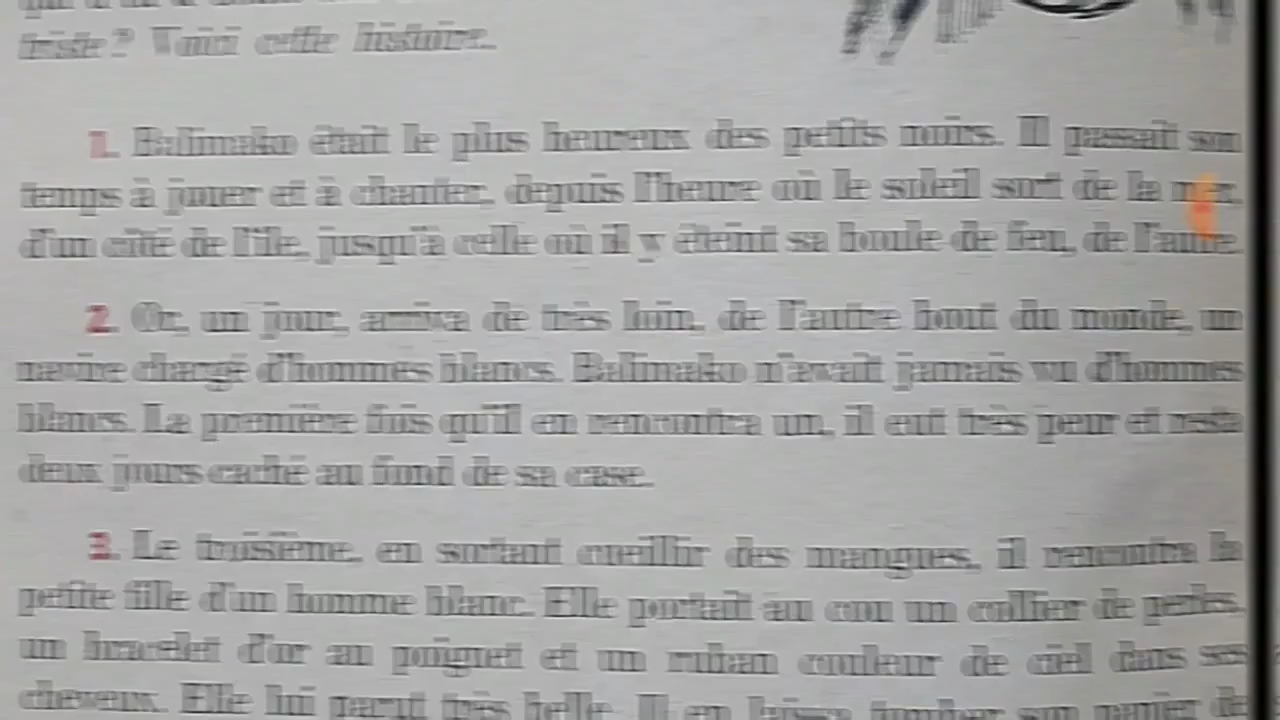 triste? Voici cette histoire.
1. Balimako était le plus heureux des petits noirs. Il passait son
temps à jouer et à chanter, depuis l'heure où le soleil sort de la mer,
d'un côté de l'île, jusqu'à celle où il y éteint sa boule de feu, de l'autre.
2. Or, un jour, arriva de très loin, de l'autre bout du monde, un
navire chargé d'hommes blancs. Balimako n'avait jamais vu d'hommes
blancs. La première fois qu'il en rencontra un, il eut très peur et resta
deux jours caché au fond de sa case.
3. Le troisième, en sortant cueillir des mangues, il rencontra la
petite fille d'un homme blanc. Elle portait au cou un collier de perles,
un bracelet d'or au poignet et un ruban couleur de ciel dans ses
cheveux. Elle lui parut très belle. Il en laissa tomber son panier de